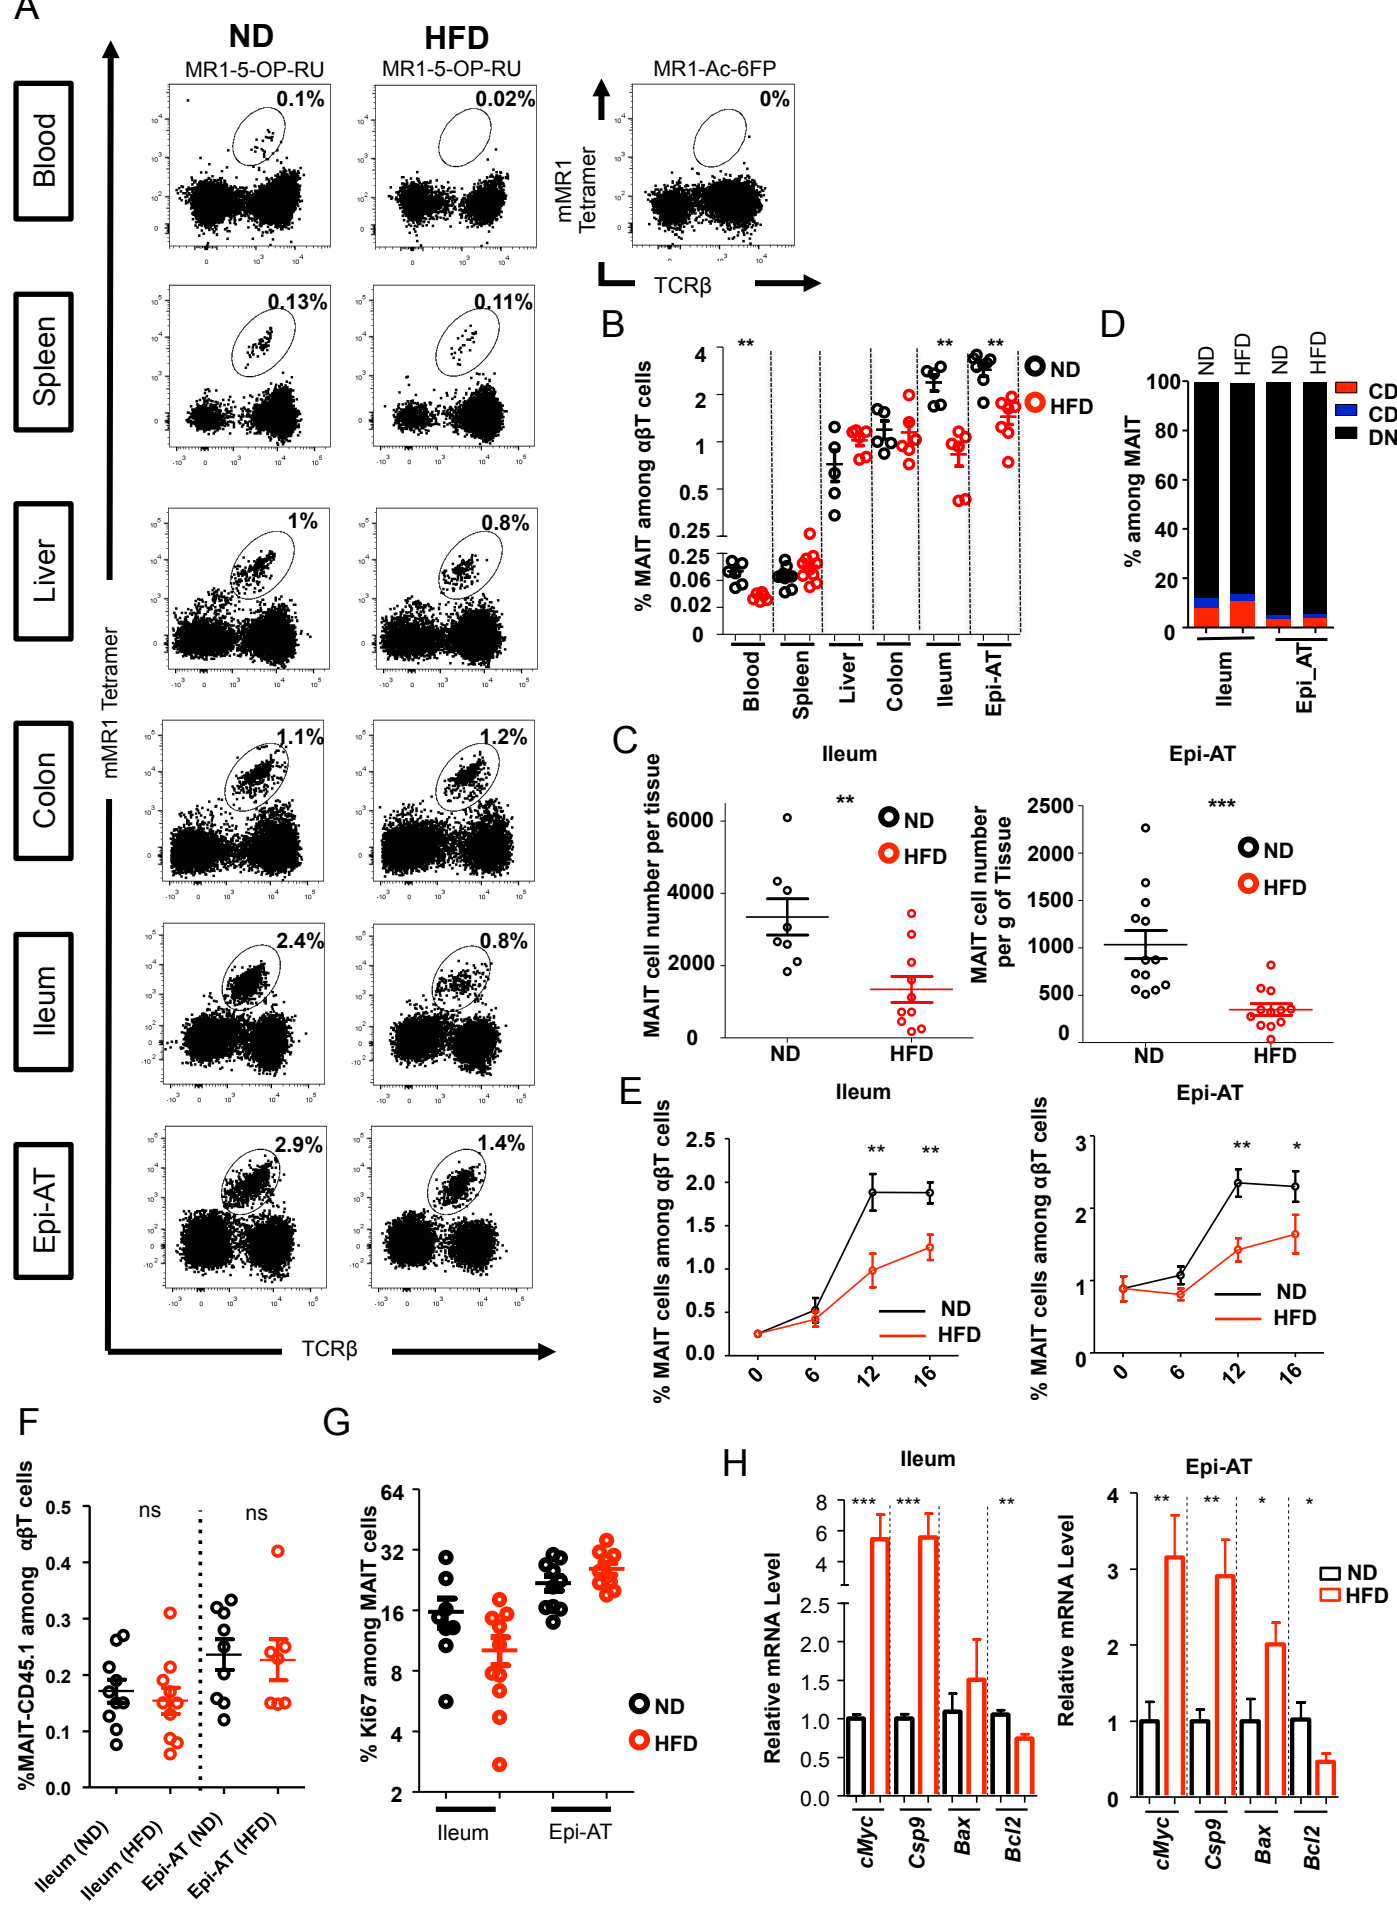 A
ND
HFD
MR1-5-OP-RU
MR1-5-OP-RU
MR1-Ac-6FP
Blood
0.1%
0.02%
0%
mMR1
Tetramer
TCRβ
Spleen
0.13%
0.11%
Liver
1%
0.8%
mMR1 Tetramer
Colon
1.1%
1.2%
Ileum
2.4%
0.8%
Epi-AT
2.9%
1.4%
TCRβ
B
% MAIT among αβT cells
4
2
1
0.5
0.25
0.25
0.06
0.02
0
**
**
**
ND
HFD
Blood
Spleen
Liver
Colon
Ileum
Epi-AT
D
ND
HFD
ND
HFD
% among MAIT
100
80
60
40
20
0
CD
CD
DN
Ileum
Epi_AT
C
Ileum
MAIT cell number per tissue
6000
4000
2000
0
**
ND
HFD
ND
HFD
Epi-AT
MAIT cell number
per g of Tissue
2500
2000
1500
1000
500
0
***
ND
HFD
ND
HFD
E
Ileum
% MAIT cells among αβT cells
2.5
2.0
1.5
1.0
0.5
0.0
**
**
ND
HFD
0
6
12
16
Epi-AT
% MAIT cells among αβT cells
3
2
1
0
**
*
ND
HFD
0
6
12
16
F
%MAIT-CD45.1 among αβT cells
0.5
0.4
0.3
0.2
0.1
0.0
ns
ns
Ileum (ND)
Ileum (HFD)
Epi-AT (ND)
Epi-AT (HFD)
G
% Ki67 among MAIT cells
64
32
16
8
4
2
ND
HFD
Ileum
Epi-AT
H
Ileum
Relative mRNA Level
8
6
4
2.5
2.0
1.5
1.0
0.5
0.0
***
***
**
cMyc
Csp9
Bax
Bcl2
Epi-AT
Relative mRNA Level
4
3
2
1
0
**
**
*
*
ND
HFD
cMyc
Csp9
Bax
Bcl2